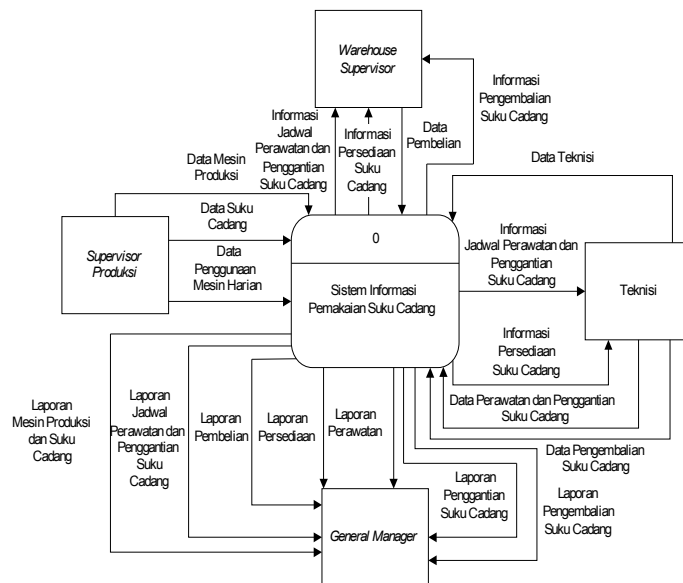 Warehouse
Supervisor
Informasi
Jadwal
Perawatan dan
Penggantian
Suku Cadang
Informasi
Persediaan
Suku
Cadang
Data
Pembelian
Informasi
Pengembalian
Suku Cadang
Data Mesin
Produksi
Data Teknisi
Data Suku
Cadang
Supervisor
Produksi
Data
Penggunaan
Mesin Harian
0
Sistem Informasi
Pemakaian Suku Cadang
Informasi
Jadwal Perawatan dan
Penggantian
Suku Cadang
Teknisi
Informasi
Persediaan
Suku Cadang
Data Perawatan dan Penggantian
Suku Cadang
Data Pengembalian
Suku Cadang
Laporan
Mesin Produksi
dan Suku
Cadang
Laporan
Jadwal
Perawatan dan
Penggantian
Suku
Cadang
Laporan
Pembelian
Laporan
Persediaan
Laporan
Perawatan
Laporan
Penggantian
Suku Cadang
Laporan
Pengembalian
Suku Cadang
General Manager